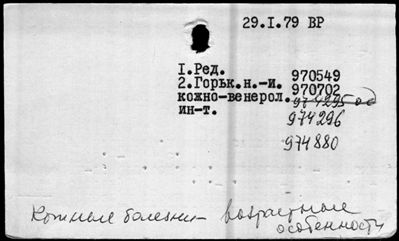 29.I.79 ВР
I.Ред.
2.Горьк.н.-и. 970549
кожно-венерол. 970702
ин-т.
974296
974880
Кожные болезни – возрастные
особенности